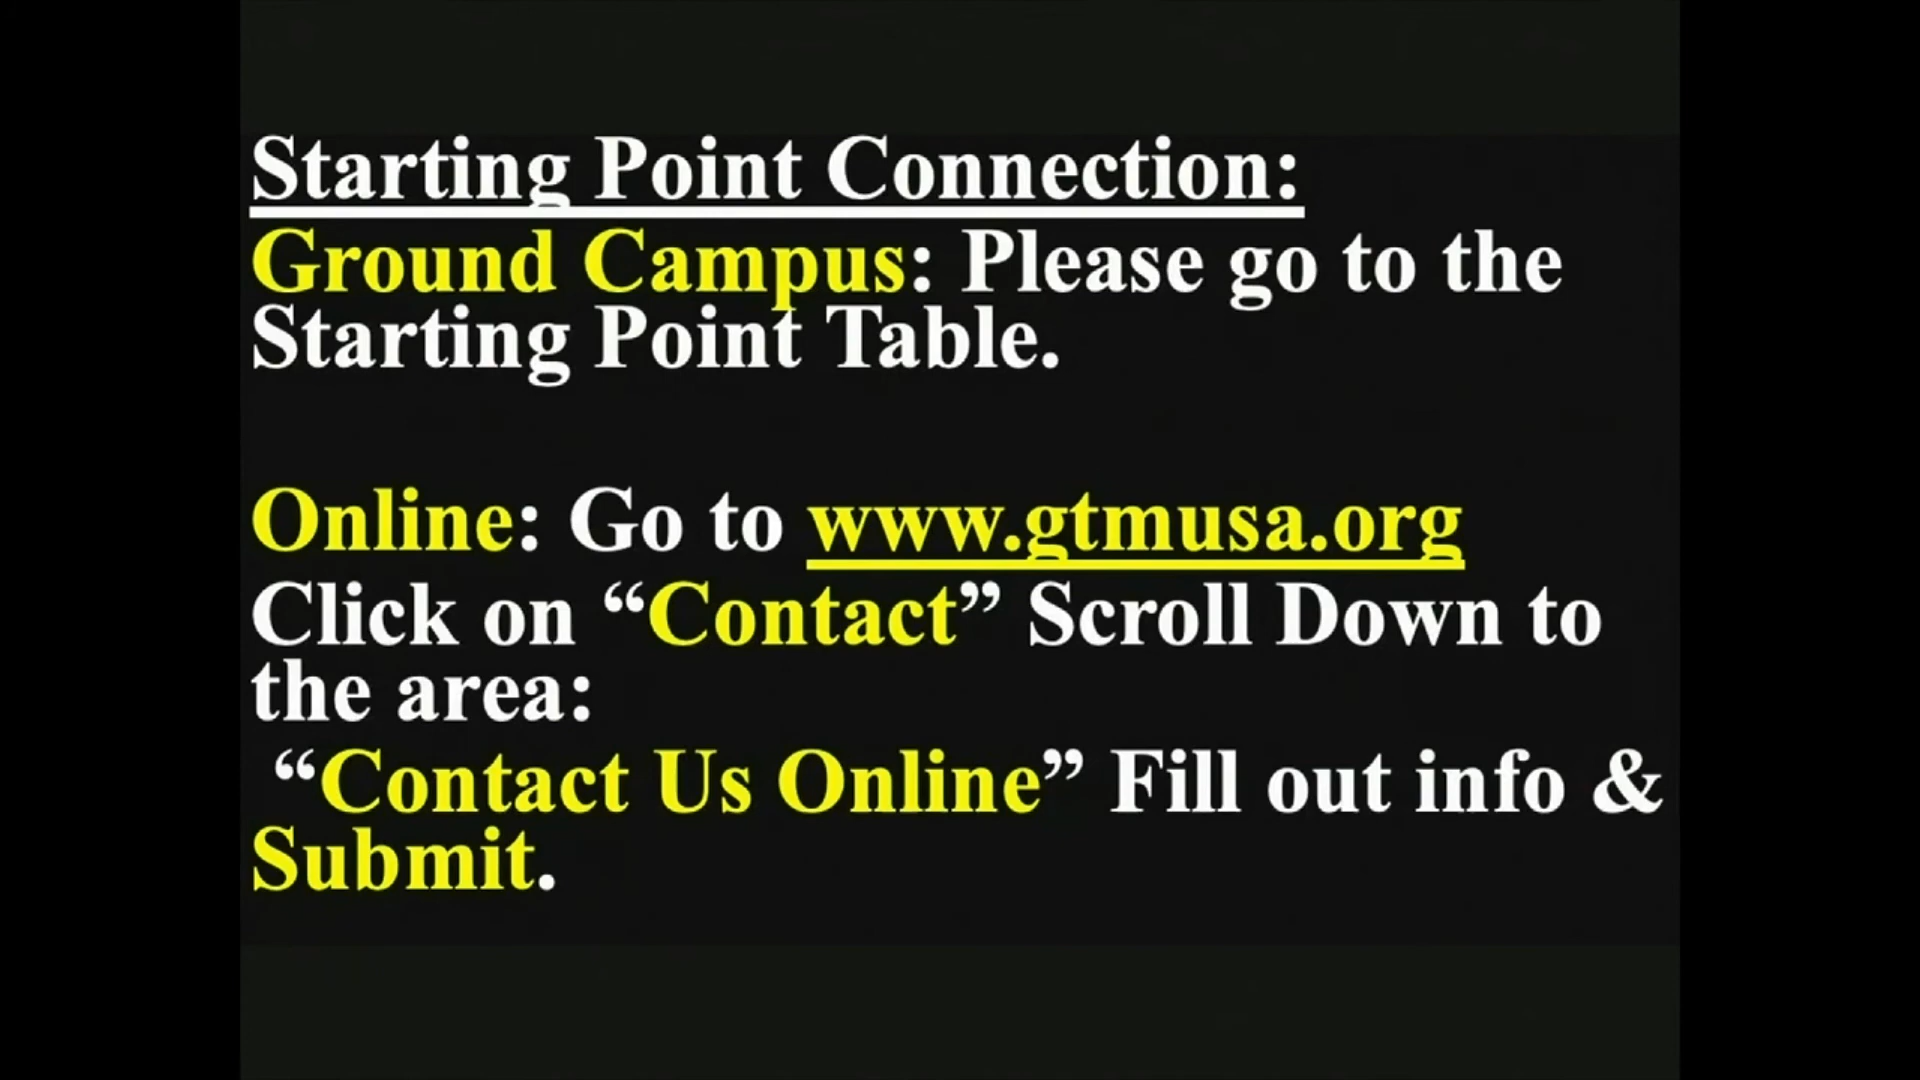 Starting Point Connection:
Ground Campus: Please go to the
Starting Point Table.
Online: Go to www.gtmusa.org
Click on “Contact” Scroll Down to
the area:
“Contact Us Online” Fill out info &
Submit.